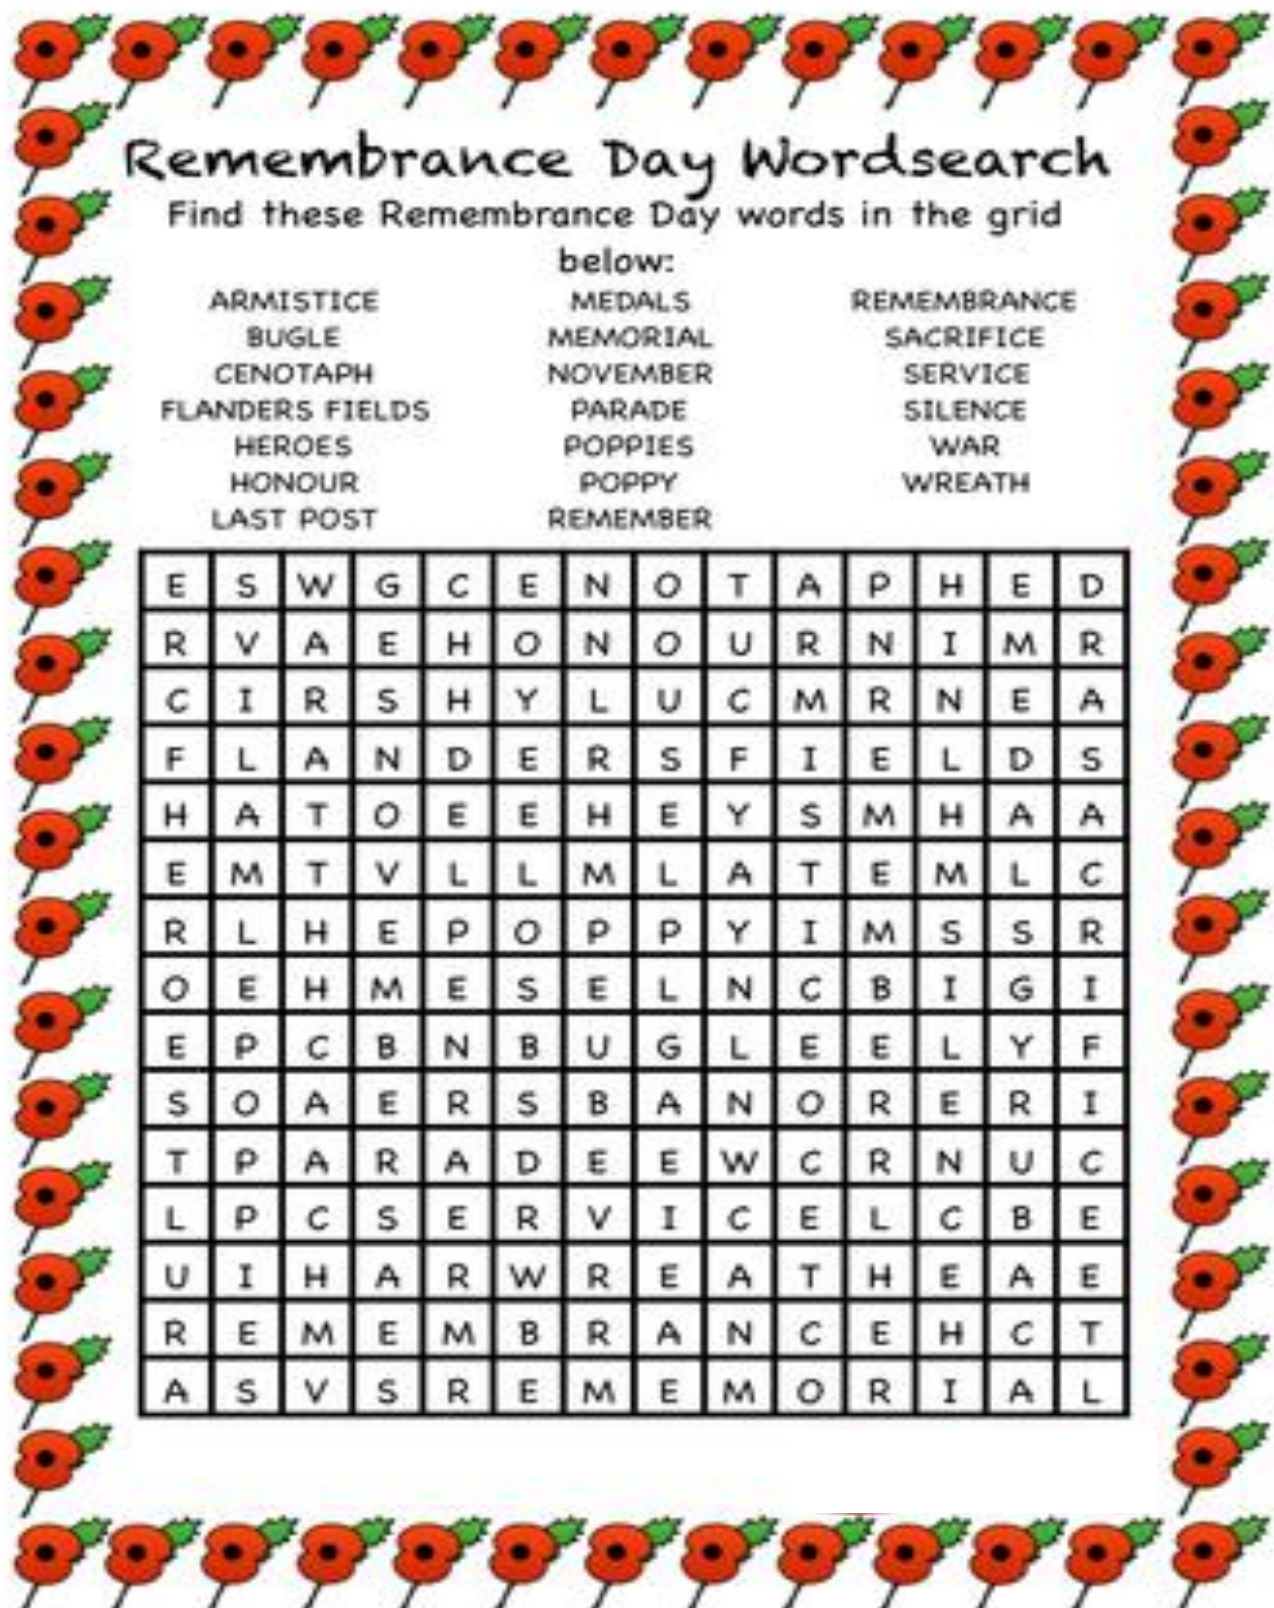 Remembrance Day Wordsearch
Find these Remembrance Day words in the grid
below:
ARMISTICE MEDALS REMEMBRANCE
BUGLE MEMORIAL SACRIFICE
CENOTAPH NOVEMBER SERVICE
FLANDERS FIELDS PARADE SILENCE
HEROES POPPIES WAR
HONOUR POPPY WREATH
LAST POST REMEMBER
E S W G C E N O T A P H E D
R V A E H O N O U R N I M R
C I R S H Y L U C M R N E A
F L A N D E R S F I E L D S
H A T O E E H E Y S M H A A
E M T V L L M L A T E M L C
R L H E P O P P Y I M S S R
O E H M E S E L N C B I G I
E P C B N B U G L E E L Y F
S O A E R S B A N O R E R I
T P A R A D E E W C R N U C
L P C S E R V I C E L C B E
U I H A R W R E A T H E A E
R E M E M B R A N C E H C T
A S V S R E M E M O R I A L